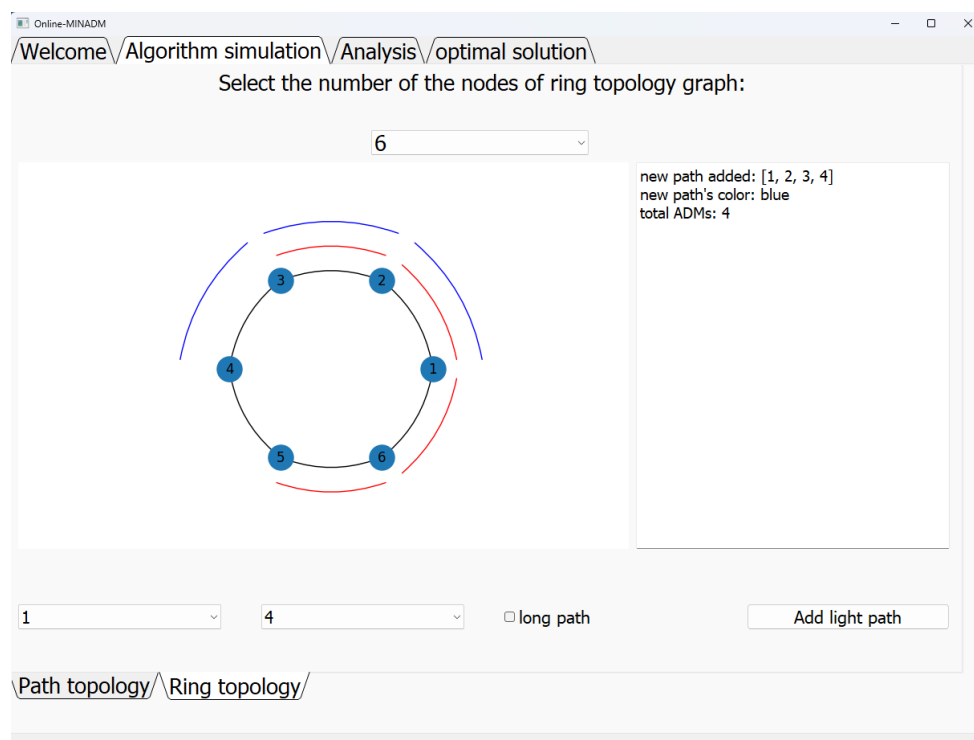 Online-MINADM
Welcome Algorithm simulation Analysis optimal solution
Select the number of the nodes of ring topology graph:
6
new path added: [1, 2, 3, 4]
new path's color: blue
total ADMs: 4
3 2
4 1
5 6
1 4 long path Add light path
Path topology Ring topology